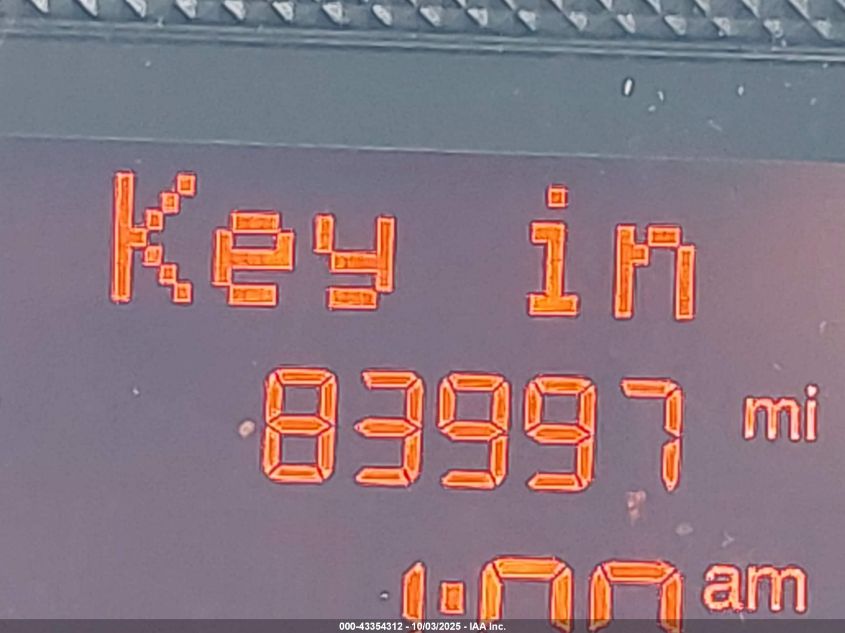 Key in
83997 mi
1:00 am
000-43354312 - 10/03/2025 - IAA Inc.